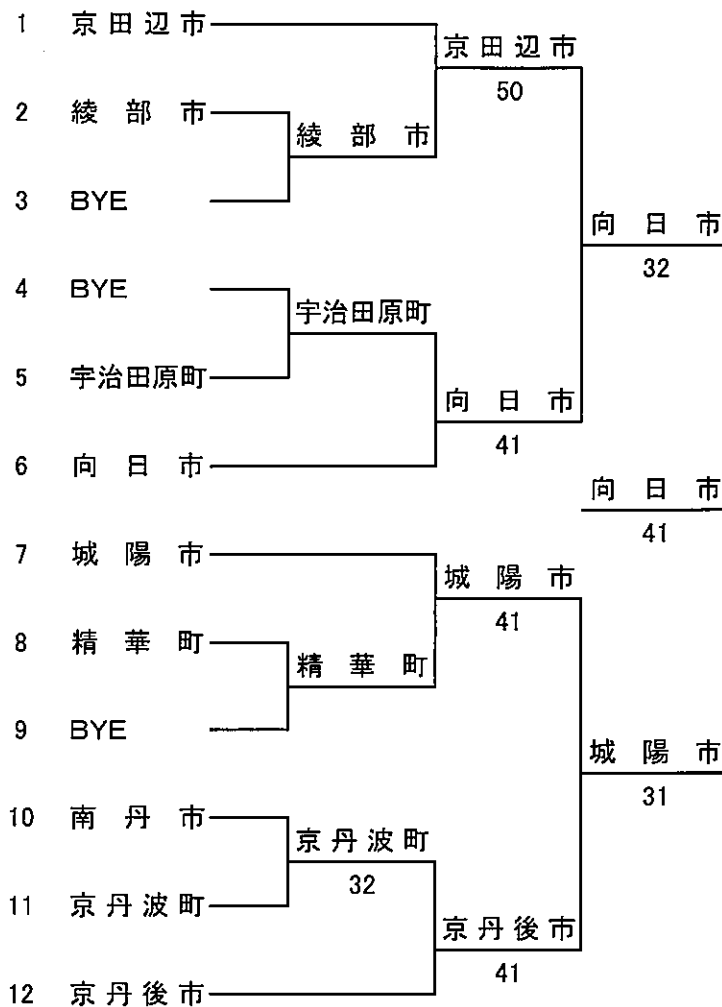 1 京田辺市
京田辺市
50
2 綾部市
綾部市
3 BYE
向日市
32
4 BYE
宇治田原町
5 宇治田原町
向日市
41
6 向日市
向日市
41
7 城陽市
城陽市
41
8 精華町
精華町
9 BYE
城陽市
31
10 南丹市
京丹波町
32
11 京丹波町
京丹後市
41
12 京丹後市